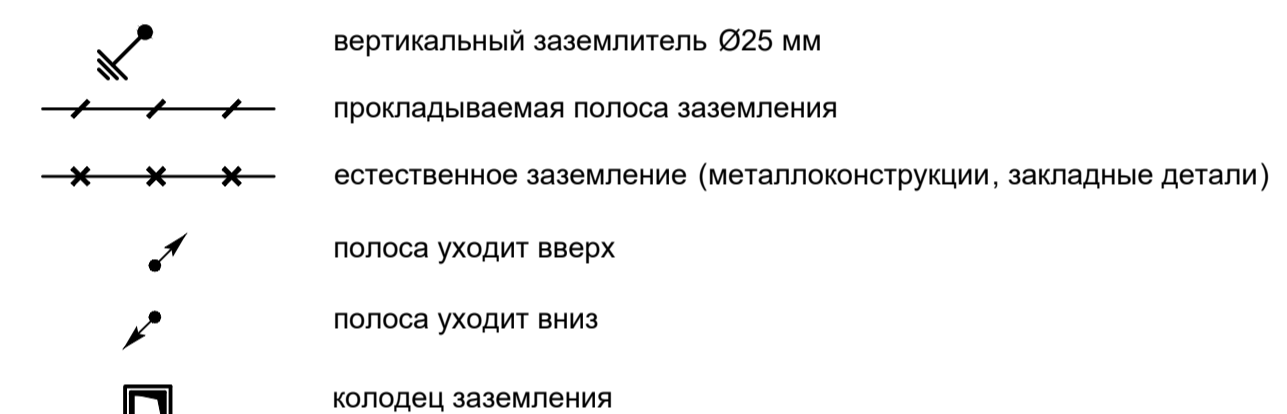 вертикальный заземлитель Ø25 мм
прокладываемая полоса заземления
естественное заземление (металлоконструкции, закладные детали)
полоса уходит вверх
полоса уходит вниз
колодец заземления